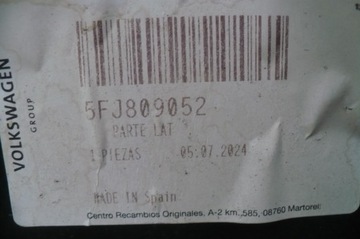 VOLKSWAGEN
GROUP
5FJ809052
PARTE LAT
1 PIEZAS 05.07.2024
MADE IN Spain
Centro Recambios Originales. A-2 km.,585,-08760 Martorell